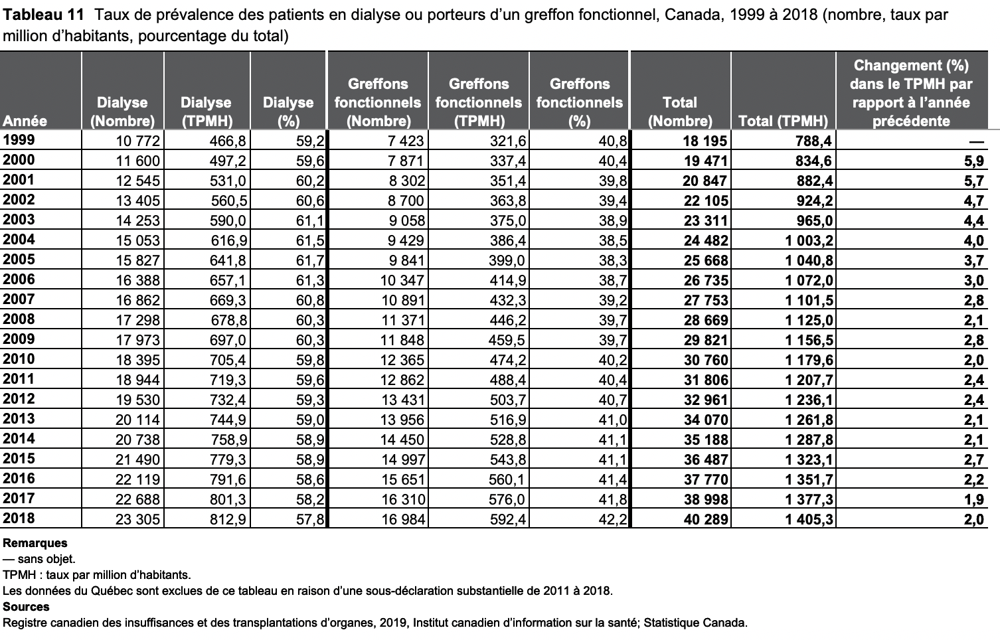 Tableau 11 Taux de prévalence des patients en dialyse ou porteurs d’un greffon fonctionnel, Canada, 1999 à 2018 (nombre, taux par
million d’habitants, pourcentage du total)
Année Dialyse (Nombre) Dialyse (TPMH) Dialyse (%) Greffons fonctionnels (Nombre) Greffons fonctionnels (TPMH) Greffons fonctionnels (%) Total (Nombre) Total (TPMH) Changement (%) dans le TPMH par rapport à l’année précédente
1999 10 772 466,8 59,2 7 423 321,6 40,8 18 195 788,4 —
2000 11 600 497,2 59,6 7 871 337,4 40,4 19 471 834,6 5,9
2001 12 545 531,0 60,2 8 302 351,4 39,8 20 847 882,4 5,7
2002 13 405 560,5 60,6 8 700 363,8 39,4 22 105 924,2 4,7
2003 14 253 590,0 61,1 9 058 375,0 38,9 23 311 965,0 4,4
2004 15 053 616,9 61,5 9 429 386,4 38,5 24 482 1 003,2 4,0
2005 15 827 641,8 61,7 9 841 399,0 38,3 25 668 1 040,8 3,7
2006 16 388 657,1 61,3 10 347 414,9 38,7 26 735 1 072,0 3,0
2007 16 862 669,3 60,8 10 891 432,3 39,2 27 753 1 101,5 2,8
2008 17 298 678,8 60,3 11 371 446,2 39,7 28 669 1 125,0 2,1
2009 17 973 697,0 60,3 11 848 459,5 39,7 29 821 1 156,5 2,8
2010 18 395 705,4 59,8 12 365 474,2 40,2 30 760 1 179,6 2,0
2011 18 944 719,3 59,6 12 862 488,4 40,4 31 806 1 207,7 2,4
2012 19 530 732,4 59,3 13 431 503,7 40,7 32 961 1 236,1 2,4
2013 20 114 744,9 59,0 13 956 516,9 41,0 34 070 1 261,8 2,1
2014 20 738 758,9 58,9 14 450 528,8 41,1 35 188 1 287,8 2,1
2015 21 490 779,3 58,9 14 997 543,8 41,1 36 487 1 323,1 2,7
2016 22 119 791,6 58,6 15 651 560,1 41,4 37 770 1 351,7 2,2
2017 22 688 801,3 58,2 16 310 576,0 41,8 38 998 1 377,3 1,9
2018 23 305 812,9 57,8 16 984 592,4 42,2 40 289 1 405,3 2,0
Remarques
— sans objet.
TPMH : taux par million d’habitants.
Les données du Québec sont exclues de ce tableau en raison d’une sous-déclaration substantielle de 2011 à 2018.
Sources
Registre canadien des insuffisances et des transplantations d’organes, 2019, Institut canadien d’information sur la santé; Statistique Canada.